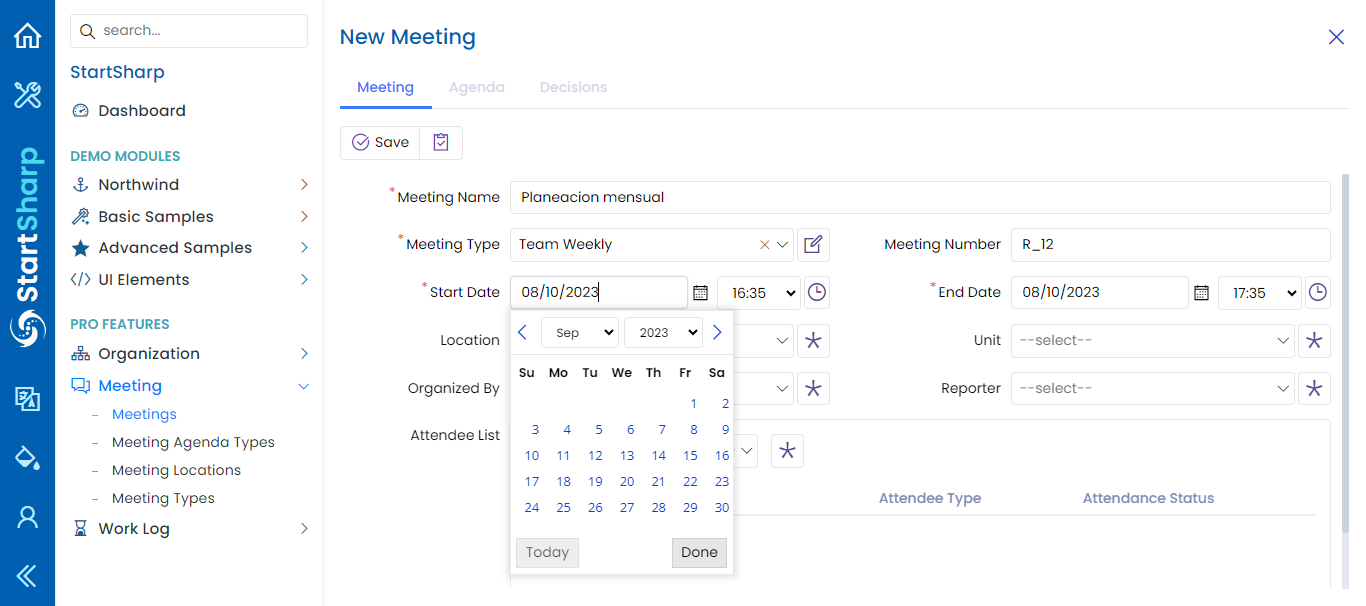 StartSharp
search...
StartSharp
Dashboard
DEMO MODULES
Northwind
Basic Samples
Advanced Samples
UI Elements
PRO FEATURES
Organization
Meeting
Meetings
Meeting Agenda Types
Meeting Locations
Meeting Types
Work Log
New Meeting
Meeting Agenda Decisions
Save
* Meeting Name Planeacion mensual
* Meeting Type Team Weekly Meeting Number R_12
* Start Date 08/10/2023 16:35 * End Date 08/10/2023 17:35
Location Unit --select--
Organized By Reporter --select--
Attendee List
Attendee Type Attendance Status
Sep 2023
Su Mo Tu We Th Fr Sa
1 2
3 4 5 6 7 8 9
10 11 12 13 14 15 16
17 18 19 20 21 22 23
24 25 26 27 28 29 30
Today Done